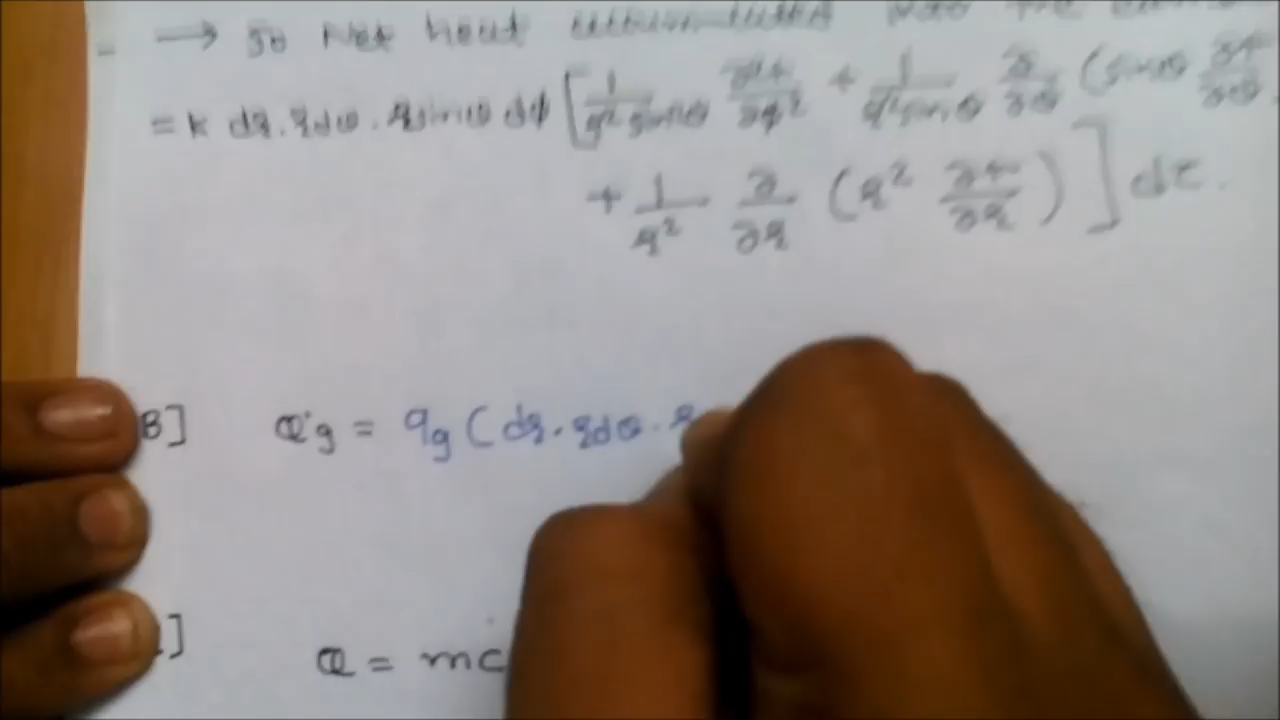 → So Net heat
= k dr.rdθ.rsinθ dϕ [ 1/r²sinθ ∂²t/∂ϕ² + 1/r²sinθ ∂/∂θ (sinθ ∂t/∂θ
+ 1/r² ∂/∂r (r² ∂t/∂r) ] dτ.
B] Q'g = qg (dr.rdθ.r
] Q = mc